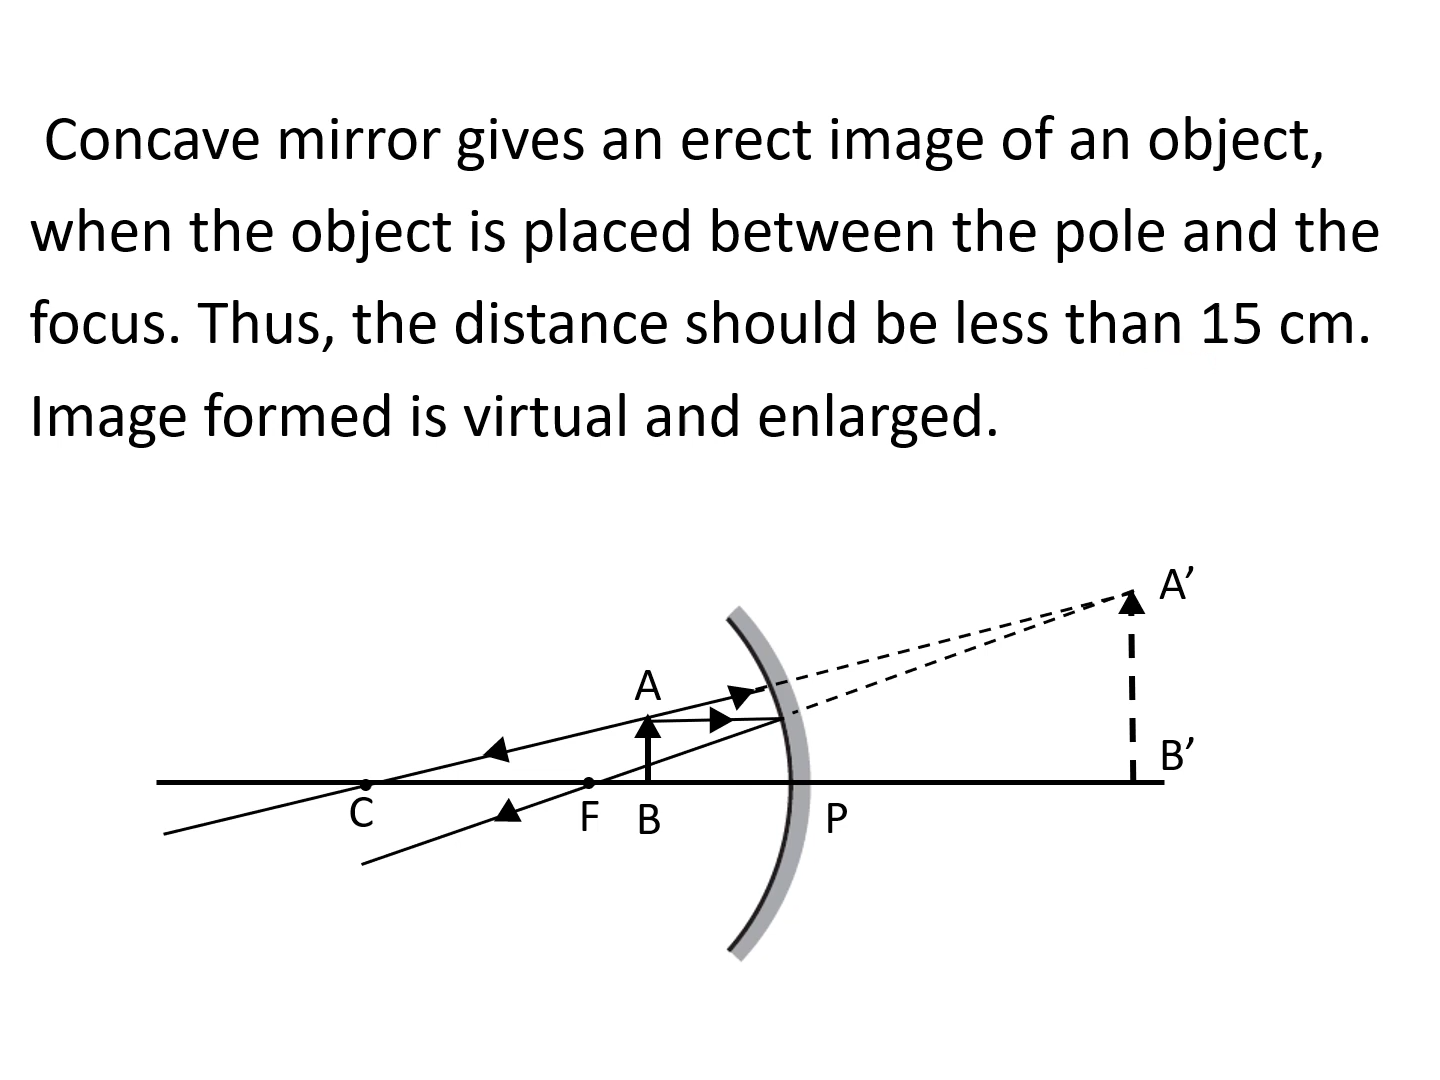 Concave mirror gives an erect image of an object,
when the object is placed between the pole and the
focus. Thus, the distance should be less than 15 cm.
Image formed is virtual and enlarged.
A’
A
B’
C
F
B
P